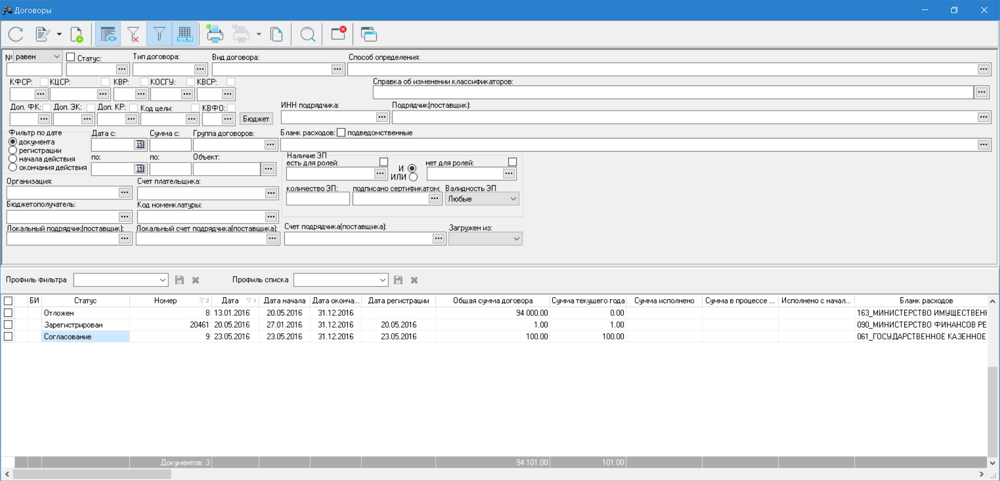 Договоры
999.99
№ равен Статус: Тип договора: Вид договора: Способ определения:
КФСР: КЦСР: КВР: КОСГУ: КВСР: Справка об изменении классификаторов:
Доп. ФК: Доп. ЭК: Доп. КР: Код цели: КВФО: Бюджет ИНН подрядчика: Подрядчик(поставщик):
Фильтр по дате Дата с: Сумма с: Группа договоров: Бланк расходов: подведомственные
документа 15
регистрации
начала действия по: по: Объект: Наличие ЭП
окончания действия 15 есть для ролей: И нет для ролей:
ИЛИ
Организация: Счет плательщика:
количество ЭП: подписано сертификатом: Валидность ЭП
Любые
Бюджетополучатель: Код номенклатуры:
Локальный подрядчик(поставщик): Локальный счет подрядчика(поставщика): Счет подрядчика(поставщика): Загружен из:
Профиль фильтра Профиль списка
БИ Статус Номер 2 Дата 1 Дата начала Дата оконча... Дата регистрации Общая сумма договора Сумма текущего года Сумма исполнено Сумма в процессе ... Исполнено с начал... Бланк расходов
Отложен 8 13.01.2016 20.05.2016 31.12.2016 94 000.00 0.00 163_МИНИСТЕРСТВО ИМУЩЕСТВЕНН
Зарегистрирован 20461 20.05.2016 27.01.2016 31.12.2016 20.05.2016 1.00 1.00 090_МИНИСТЕРСТВО ФИНАНСОВ РЕ
Согласование 9 23.05.2016 23.05.2016 31.12.2016 23.05.2016 100.00 100.00 061_ГОСУДАРСТВЕННОЕ КАЗЕННОЕ
Документов: 3 94 101.00 101.00